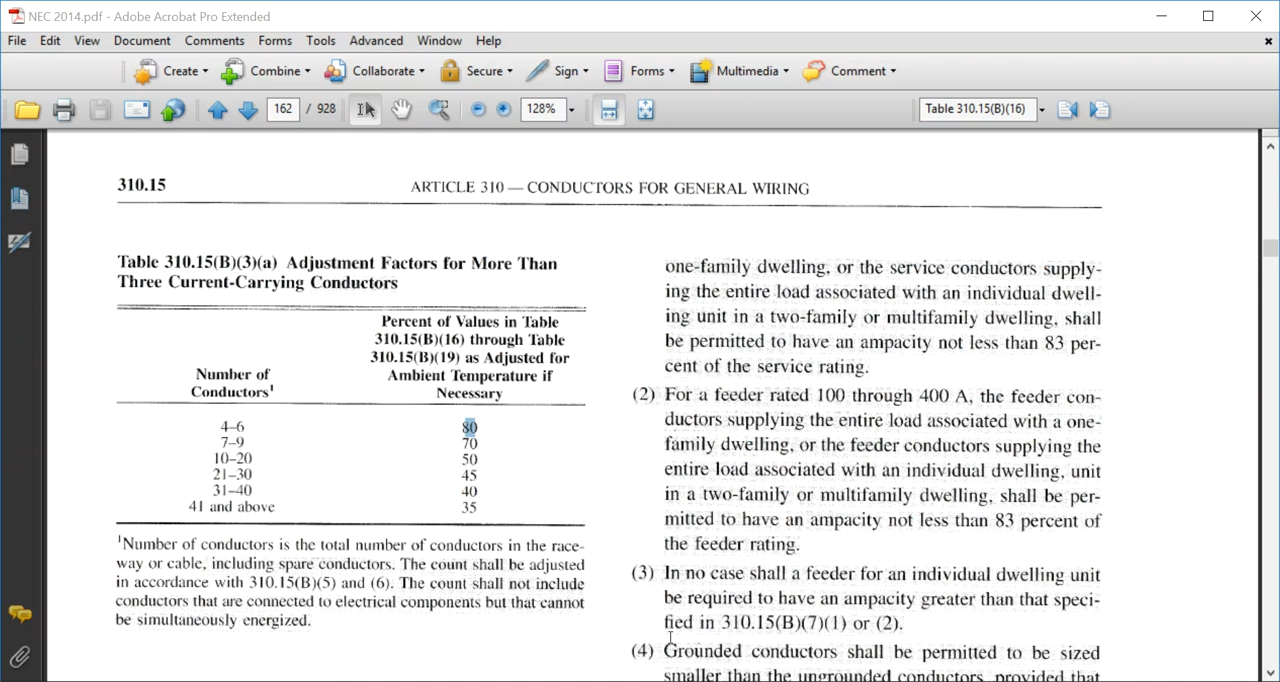 NEC 2014.pdf - Adobe Acrobat Pro Extended
File Edit View Document Comments Forms Tools Advanced Window Help
Create Combine Collaborate Secure Sign Forms Multimedia Comment
162 / 928 128% Table 310.15(B)(16)
310.15 ARTICLE 310 — CONDUCTORS FOR GENERAL WIRING
Table 310.15(B)(3)(a) Adjustment Factors for More Than
Three Current-Carrying Conductors
Number of
Conductors¹
Percent of Values in Table
310.15(B)(16) through Table
310.15(B)(19) as Adjusted for
Ambient Temperature if
Necessary
4–6 80
7–9 70
10–20 50
21–30 45
31–40 40
41 and above 35
¹Number of conductors is the total number of conductors in the race-
way or cable, including spare conductors. The count shall be adjusted
in accordance with 310.15(B)(5) and (6). The count shall not include
conductors that are connected to electrical components but that cannot
be simultaneously energized.
one-family dwelling, or the service conductors supply-
ing the entire load associated with an individual dwell-
ing unit in a two-family or multifamily dwelling, shall
be permitted to have an ampacity not less than 83 per-
cent of the service rating.
(2) For a feeder rated 100 through 400 A, the feeder con-
ductors supplying the entire load associated with a one-
family dwelling, or the feeder conductors supplying the
entire load associated with an individual dwelling, unit
in a two-family or multifamily dwelling, shall be per-
mitted to have an ampacity not less than 83 percent of
the feeder rating.
(3) In no case shall a feeder for an individual dwelling unit
be required to have an ampacity greater than that speci-
fied in 310.15(B)(7)(1) or (2).
(4) Grounded conductors shall be permitted to be sized
smaller than the ungrounded conductors, provided that